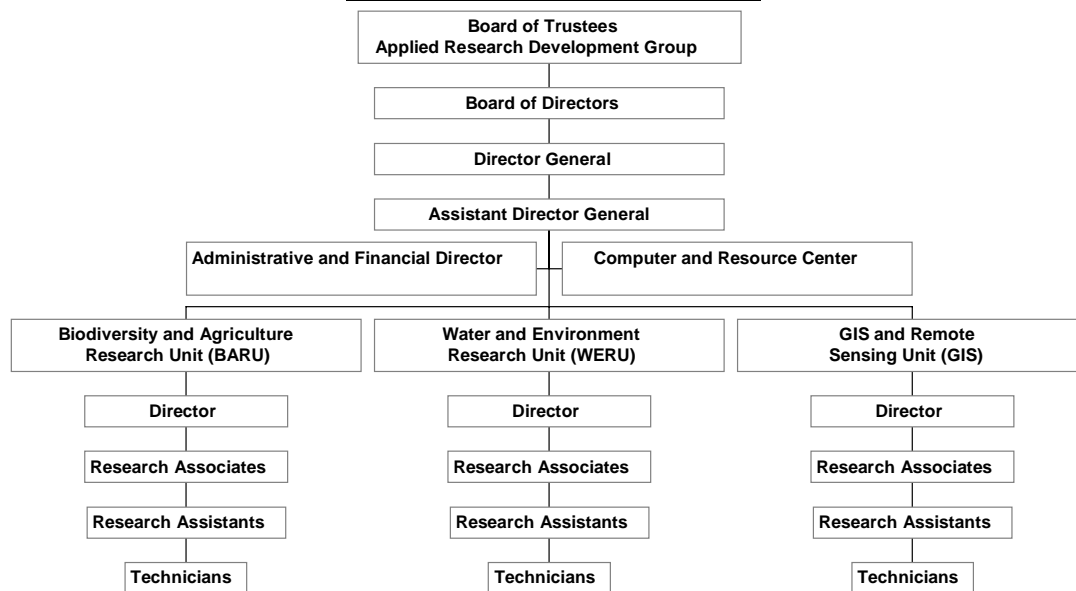 Board of Trustees
Applied Research Development Group
Board of Directors
Director General
Assistant Director General
Administrative and Financial Director
Computer and Resource Center
Biodiversity and Agriculture
Research Unit (BARU)
Water and Environment
Research Unit (WERU)
GIS and Remote
Sensing Unit (GIS)
Director
Director
Director
Research Associates
Research Associates
Research Associates
Research Assistants
Research Assistants
Research Assistants
Technicians
Technicians
Technicians